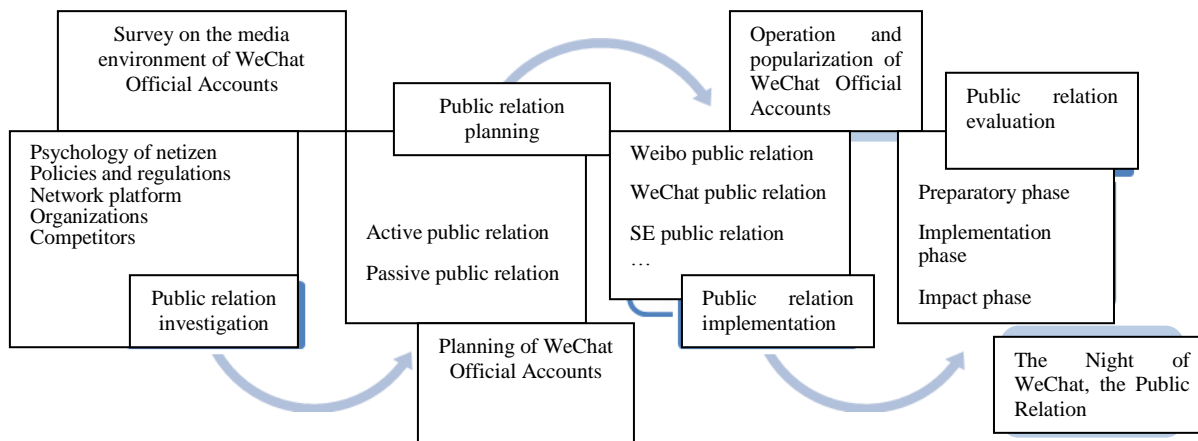 Survey on the media
environment of WeChat
Official Accounts
Psychology of netizen
Policies and regulations
Network platform
Organizations
Competitors
Public relation
investigation
Public relation
planning
Active public relation
Passive public relation
Planning of WeChat
Official Accounts
Operation and
popularization of
WeChat Official
Accounts
Weibo public relation
WeChat public relation
SE public relation
…
Public relation
implementation
Public relation
evaluation
Preparatory phase
Implementation
phase
Impact phase
The Night of
WeChat, the Public
Relation